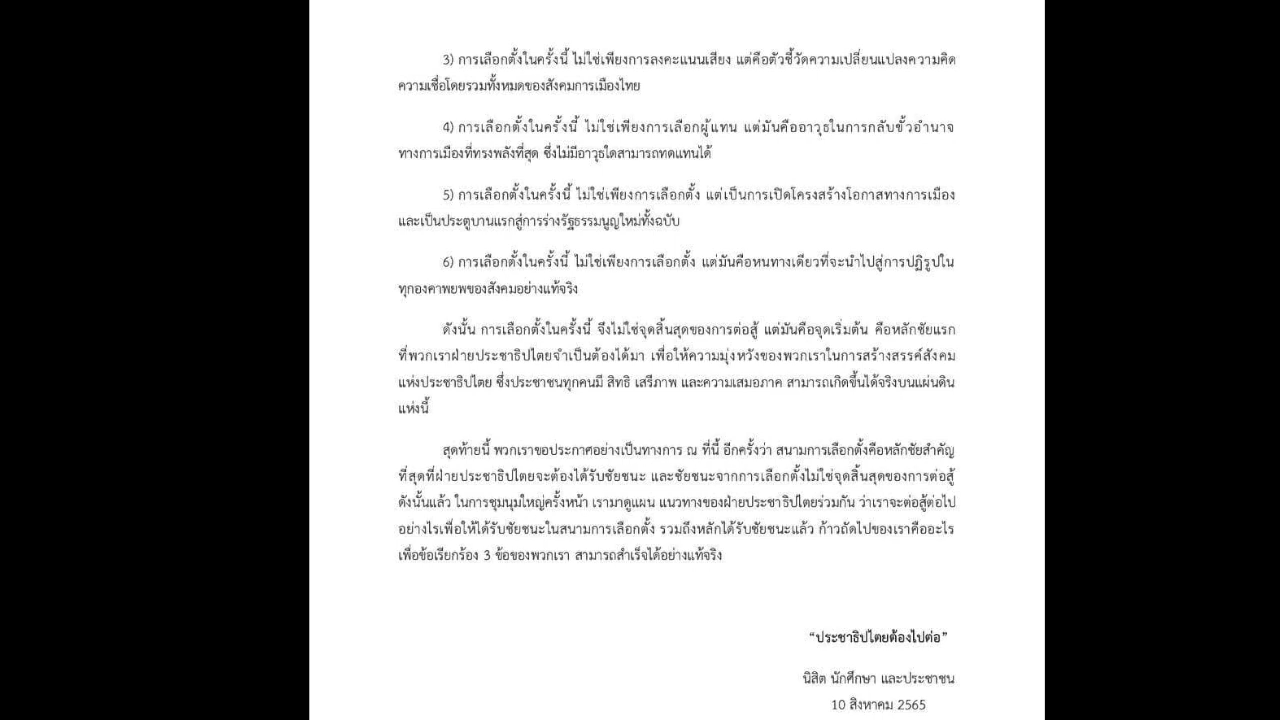 3) การเลือกตั้งในครั้งนี้ ไม่ใช่เพียงการลงคะแนนเสียง แต่คือตัวชี้วัดความเปลี่ยนแปลงความคิด
ความเชื่อโดยรวมทั้งหมดของสังคมการเมืองไทย
4) การเลือกตั้งในครั้งนี้ ไม่ใช่เพียงการเลือกผู้แทน แต่มันคืออาวุธในการกลับขั้วอำนาจ
ทางการเมืองที่ทรงพลังที่สุด ซึ่งไม่มีอาวุธใดสามารถทดแทนได้
5) การเลือกตั้งในครั้งนี้ ไม่ใช่เพียงการเลือกตั้ง แต่เป็นการเปิดโครงสร้างโอกาสทางการเมือง
และเป็นประตูบานแรกสู่การร่างรัฐธรรมนูญใหม่ทั้งฉบับ
6) การเลือกตั้งในครั้งนี้ ไม่ใช่เพียงการเลือกตั้ง แต่มันคือหนทางเดียวที่จะนำไปสู่การปฏิรูปใน
ทุกองคาพยพของสังคมอย่างแท้จริง
ดังนั้น การเลือกตั้งในครั้งนี้ จึงไม่ใช่จุดสิ้นสุดของการต่อสู้ แต่มันคือจุดเริ่มต้น คือหลักชัยแรก
ที่พวกเราฝ่ายประชาธิปไตยจำเป็นต้องได้มา เพื่อให้ความมุ่งหวังของพวกเราในการสร้างสรรค์สังคม
แห่งประชาธิปไตย ซึ่งประชาชนทุกคนมี สิทธิ เสรีภาพ และความเสมอภาค สามารถเกิดขึ้นได้จริงบนแผ่นดิน
แห่งนี้
สุดท้ายนี้ พวกเราขอประกาศอย่างเป็นทางการ ณ ที่นี้ อีกครั้งว่า สนามการเลือกตั้งคือหลักชัยสำคัญ
ที่สุดที่ฝ่ายประชาธิปไตยจะต้องได้รับชัยชนะ และชัยชนะจากการเลือกตั้งไม่ใช่จุดสิ้นสุดของการต่อสู้
ดังนั้นแล้ว ในการชุมนุมใหญ่ครั้งหน้า เรามาดูแผน แนวทางของฝ่ายประชาธิปไตยร่วมกัน ว่าเราจะต่อสู้ต่อไป
อย่างไรเพื่อให้ได้รับชัยชนะในสนามการเลือกตั้ง รวมถึงหลักได้รับชัยชนะแล้ว ก้าวถัดไปของเราคืออะไร
เพื่อข้อเรียกร้อง 3 ข้อของพวกเรา สามารถสำเร็จได้อย่างแท้จริง
“ประชาธิปไตยต้องไปต่อ”
นิสิต นักศึกษา และประชาชน
10 สิงหาคม 2565